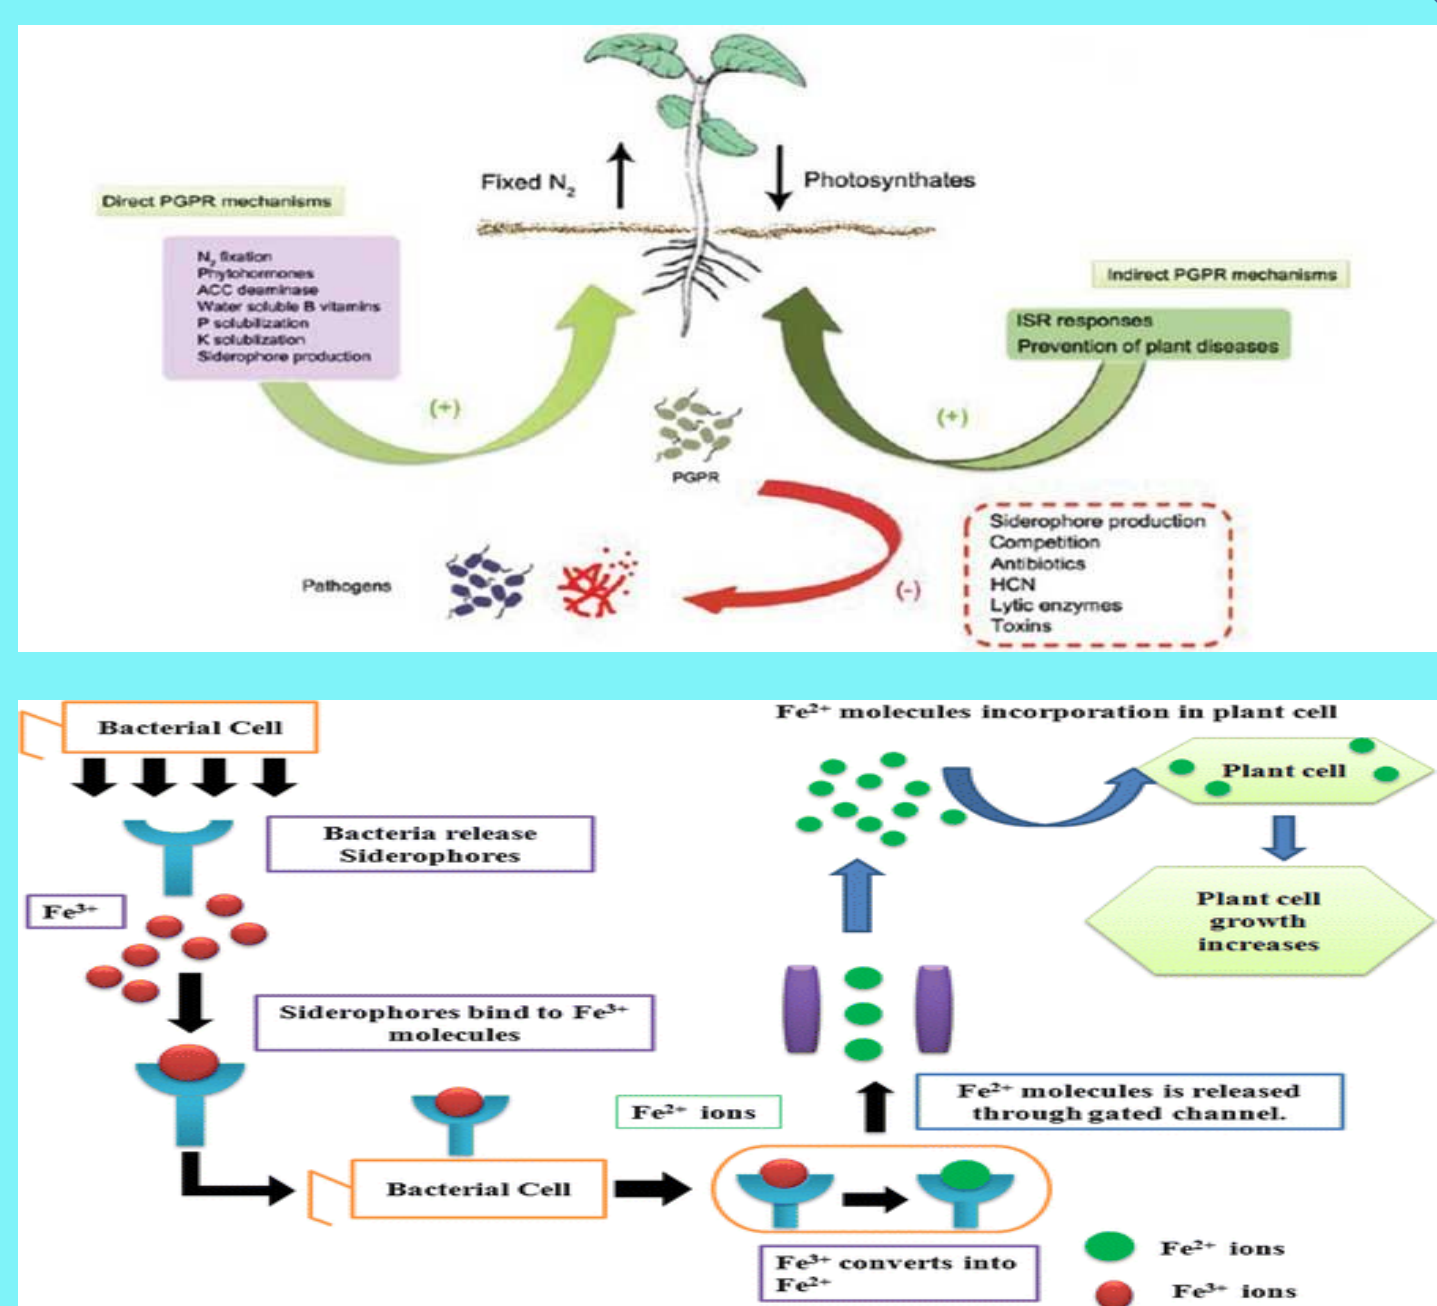 Fixed N2
Photosynthates
Direct PGPR mechanisms
N2 fixation
Phytohormones
ACC deaminase
Water soluble B vitamins
P solubilization
K solublization
Siderophore production
(+)
Indirect PGPR mechanisms
ISR responses
Prevention of plant diseases
(+)
PGPR
Pathogens
(-)
Siderophore production
Competition
Antibiotics
HCN
Lytic enzymes
Toxins
Bacterial Cell
Bacteria release
Siderophores
Fe³⁺
Siderophores bind to Fe³⁺
molecules
Bacterial Cell
Fe²⁺ ions
Fe³⁺ converts into
Fe²⁺
Fe²⁺ molecules is released
through gated channel.
Fe²⁺ molecules incorporation in plant cell
Plant cell
Plant cell
growth
increases
Fe²⁺ ions
Fe³⁺ ions